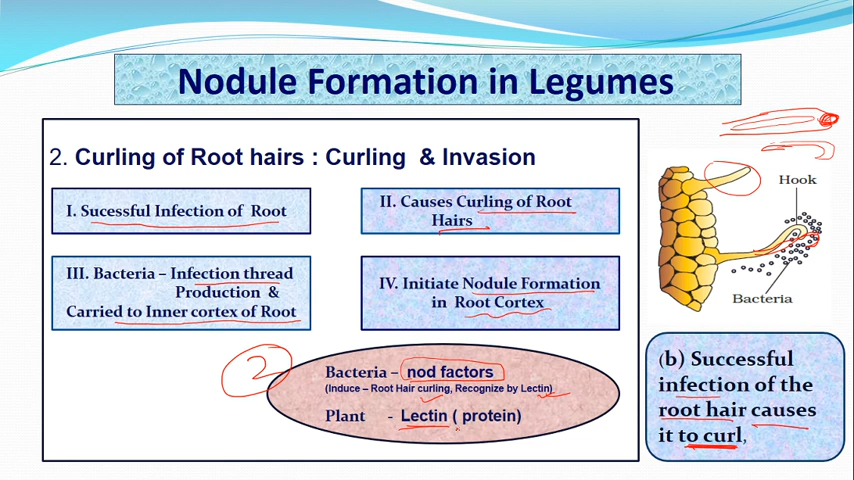 Nodule Formation in Legumes
2. Curling of Root hairs : Curling & Invasion
I. Sucessful Infection of Root
II. Causes Curling of Root
Hairs
III. Bacteria – Infection thread
Production &
Carried to Inner cortex of Root
IV. Initiate Nodule Formation
in Root Cortex
2
Bacteria – nod factors
(Induce – Root Hair curling, Recognize by Lectin)
Plant - Lectin ( protein)
Hook
Bacteria
(b) Successful
infection of the
root hair causes
it to curl,